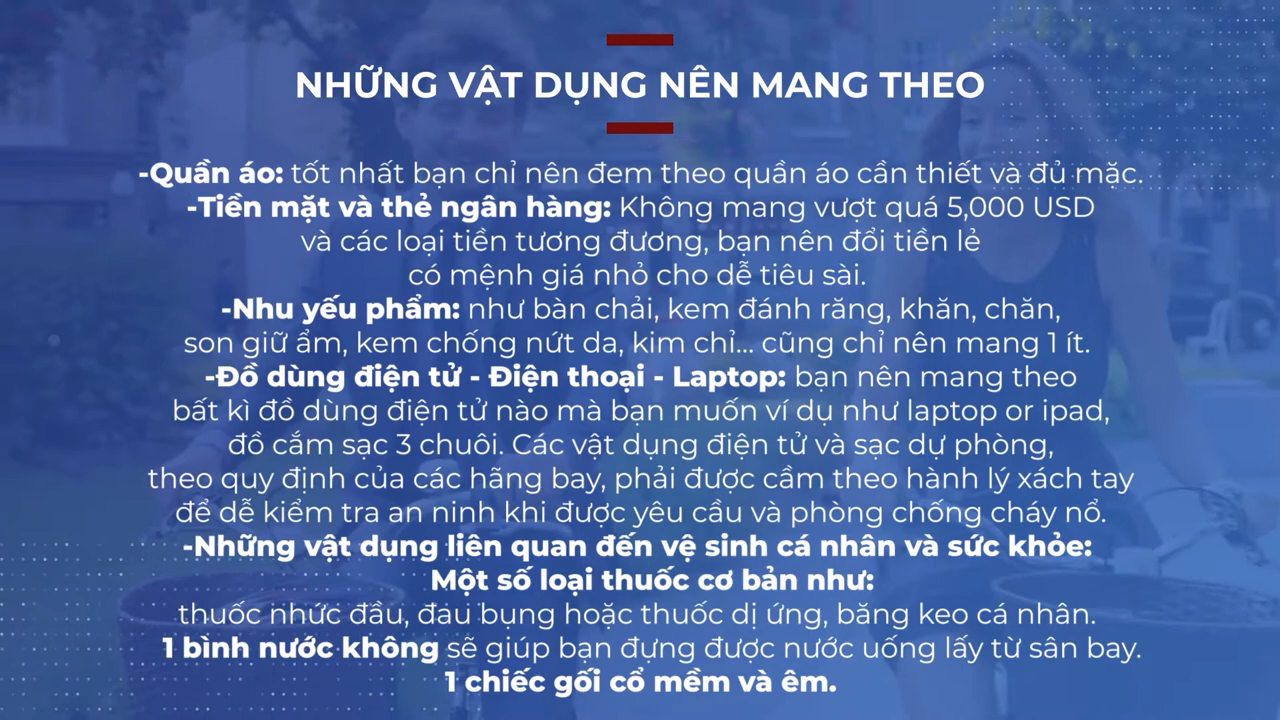 NHỮNG VẬT DỤNG NÊN MANG THEO
-Quần áo: tốt nhất bạn chỉ nên đem theo quần áo cần thiết và đủ mặc.
-Tiền mặt và thẻ ngân hàng: Không mang vượt quá 5,000 USD
và các loại tiền tương đương, bạn nên đổi tiền lẻ
có mệnh giá nhỏ cho dễ tiêu sài.
-Nhu yếu phẩm: như bàn chải, kem đánh răng, khăn, chăn,
son giữ ẩm, kem chống nứt da, kim chỉ... cũng chỉ nên mang 1 ít.
-Đồ dùng điện tử - Điện thoại - Laptop: bạn nên mang theo
bất kì đồ dùng điện tử nào mà bạn muốn ví dụ như laptop or ipad,
đồ cắm sạc 3 chuôi. Các vật dụng điện tử và sạc dự phòng,
theo quy định của các hãng bay, phải được cầm theo hành lý xách tay
để dễ kiểm tra an ninh khi được yêu cầu và phòng chống cháy nổ.
-Những vật dụng liên quan đến vệ sinh cá nhân và sức khỏe:
Một số loại thuốc cơ bản như:
thuốc nhức đầu, đau bụng hoặc thuốc dị ứng, băng keo cá nhân.
1 bình nước không sẽ giúp bạn đựng được nước uống lấy từ sân bay.
1 chiếc gối cổ mềm và êm.